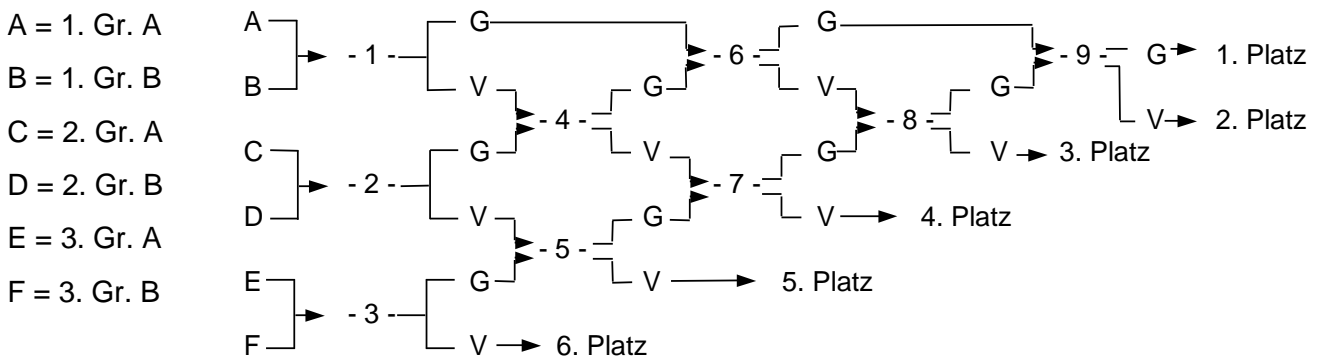 A = 1. Gr. A
B = 1. Gr. B
C = 2. Gr. A
D = 2. Gr. B
E = 3. Gr. A
F = 3. Gr. B
A G G
- 1 - - 6 - - 9 - G 1. Platz
B V G V G
- 4 - - 8 - V 2. Platz
C G V G V 3. Platz
- 2 - - 7 -
D V G V 4. Platz
- 5 -
E G V 5. Platz
- 3 -
F V 6. Platz